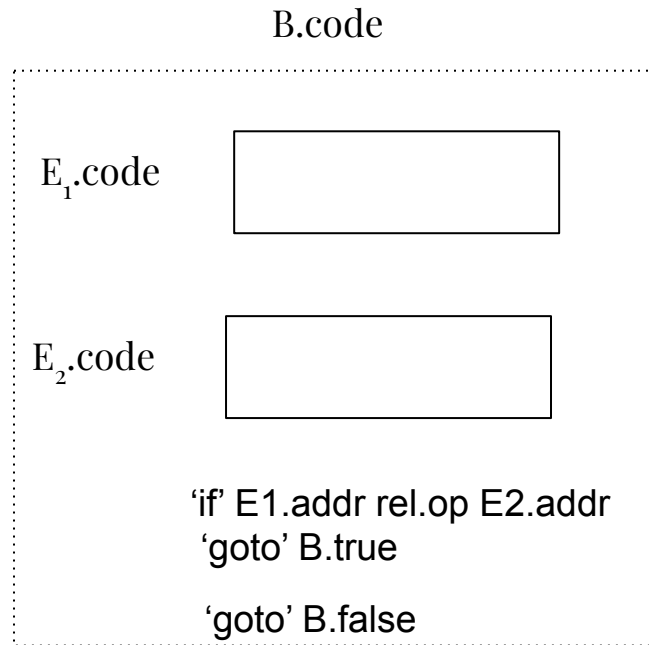 B.code
E₁.code
E₂.code
‘if’ E1.addr rel.op E2.addr
‘goto’ B.true
‘goto’ B.false